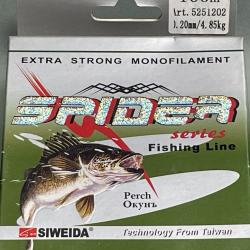 Art. 5251202
0.20mm/4.85kg
EXTRA STRONG MONOFILAMENT
SPIDER
series
Fishing Line
Perch
Окунь
SIWEIDA
Technology From Taiwan